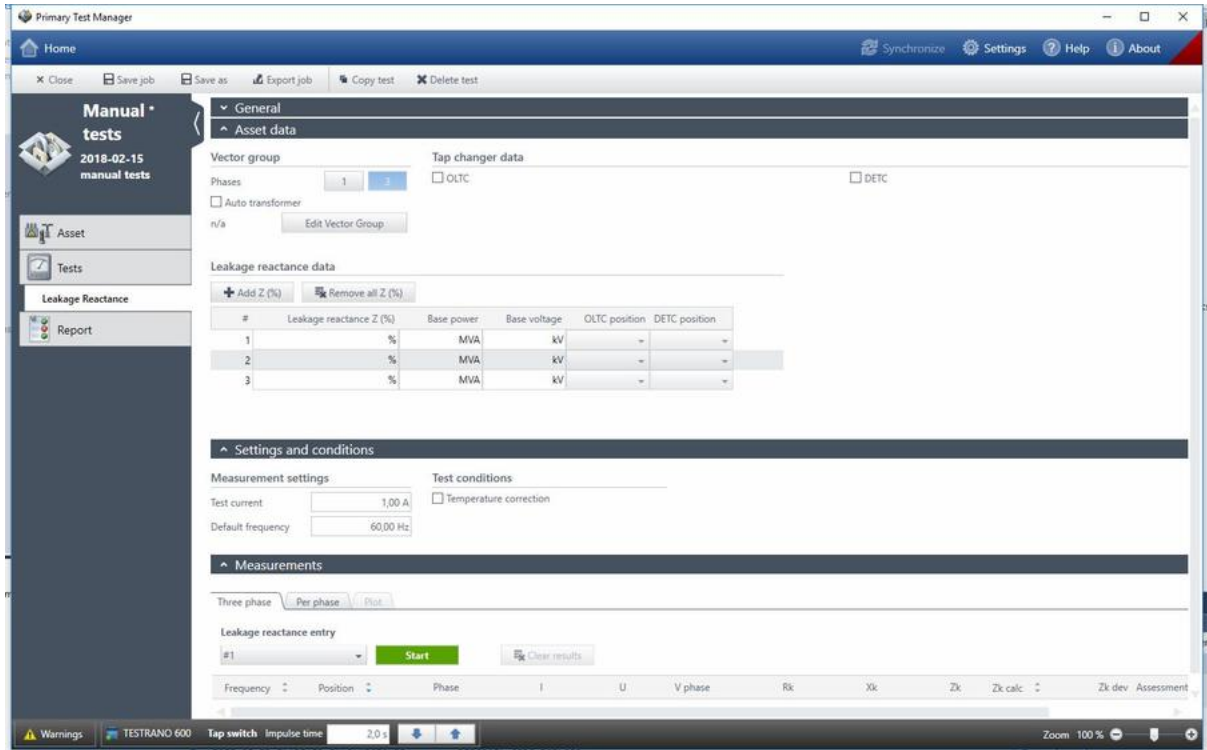 Primary Test Manager
Home
Synchronize Settings Help About
Close Save job Save as Export job Copy test Delete test
Manual *
tests
2018-02-15
manual tests
Asset
Tests
Leakage Reactance
Report
General
Asset data
Vector group Tap changer data
Phases 1 3 OLTC DETC
Auto transformer
n/a Edit Vector Group
Leakage reactance data
Add Z (%) Remove all Z (%)
# Leakage reactance Z (%) Base power Base voltage OLTC position DETC position
1 % MVA kV
2 % MVA kV
3 % MVA kV
Settings and conditions
Measurement settings Test conditions
Test current 1,00 A Temperature correction
Default frequency 60,00 Hz
Measurements
Three phase Per phase Plot
Leakage reactance entry
#1 Start Clear results
Frequency Position Phase I U V phase Rk Xk Zk Zk calc Zk dev Assessment
Warnings TESTRANO 600 Tap switch Impulse time 2,0 s Zoom 100 %